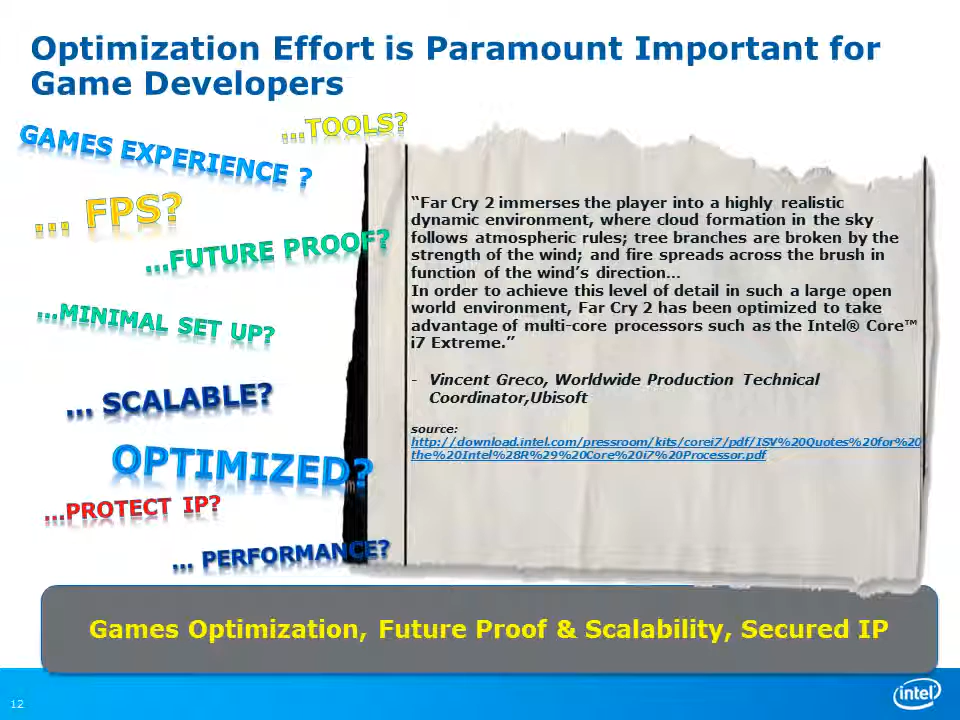 Optimization Effort is Paramount Important for
Game Developers
...TOOLS?
GAMES EXPERIENCE ?
... FPS?
...FUTURE PROOF?
...MINIMAL SET UP?
... SCALABLE?
OPTIMIZED?
...PROTECT IP?
... PERFORMANCE?
“Far Cry 2 immerses the player into a highly realistic
dynamic environment, where cloud formation in the sky
follows atmospheric rules; tree branches are broken by the
strength of the wind; and fire spreads across the brush in
function of the wind’s direction…
In order to achieve this level of detail in such a large open
world environment, Far Cry 2 has been optimized to take
advantage of multi-core processors such as the Intel® Core™
i7 Extreme.”
- Vincent Greco, Worldwide Production Technical
Coordinator,Ubisoft
source:
http://download.intel.com/pressroom/kits/corei7/pdf/ISV%20Quotes%20for%20
the%20Intel%28R%29%20Core%20i7%20Processor.pdf
Games Optimization, Future Proof & Scalability, Secured IP
12
intel